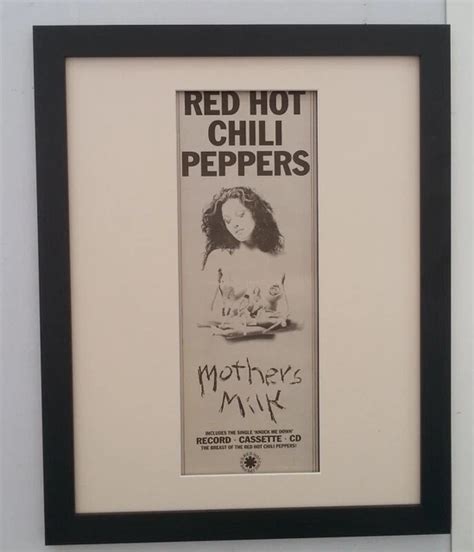 RED HOT
CHILI
PEPPERS
Mothers
Milk
INCLUDES THE SINGLE 'KNOCK ME DOWN'
RECORD · CASSETTE · CD
THE BREAST OF THE RED HOT CHILI PEPPERS!